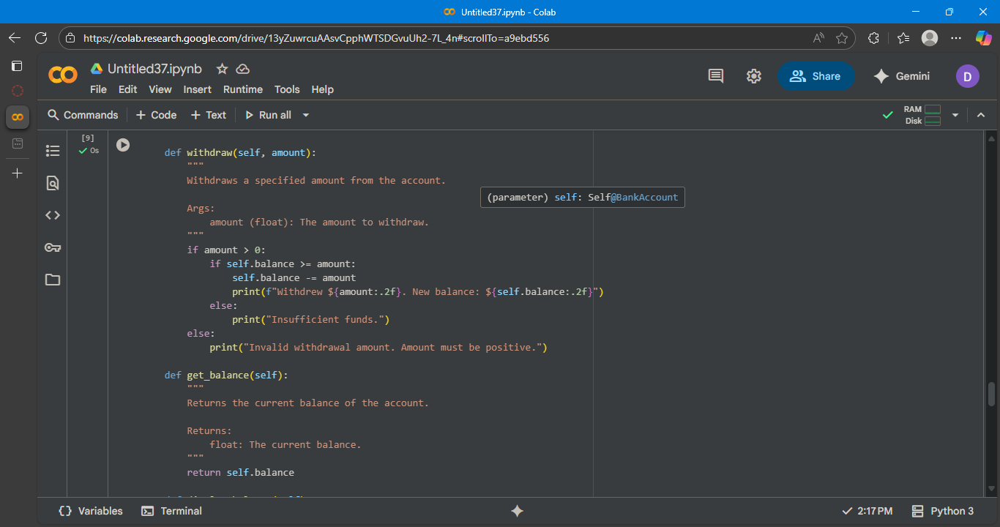 Untitled37.ipynb - Colab
https://colab.research.google.com/drive/13yZuwrcuAAsvCpphWTSDGvuUh2-7L_4n#scrollTo=a9ebd556
Untitled37.ipynb
File Edit View Insert Runtime Tools Help
Share
Gemini
D
Commands + Code + Text Run all
RAM
Disk
[9]
0s
def withdraw(self, amount):
"""
Withdraws a specified amount from the account.
(parameter) self: Self@BankAccount
Args:
amount (float): The amount to withdraw.
"""
if amount > 0:
if self.balance >= amount:
self.balance -= amount
print(f"Withdrew ${amount:.2f}. New balance: ${self.balance:.2f}")
else:
print("Insufficient funds.")
else:
print("Invalid withdrawal amount. Amount must be positive.")
def get_balance(self):
"""
Returns the current balance of the account.
Returns:
float: The current balance.
"""
return self.balance
{} Variables Terminal
2:17 PM Python 3